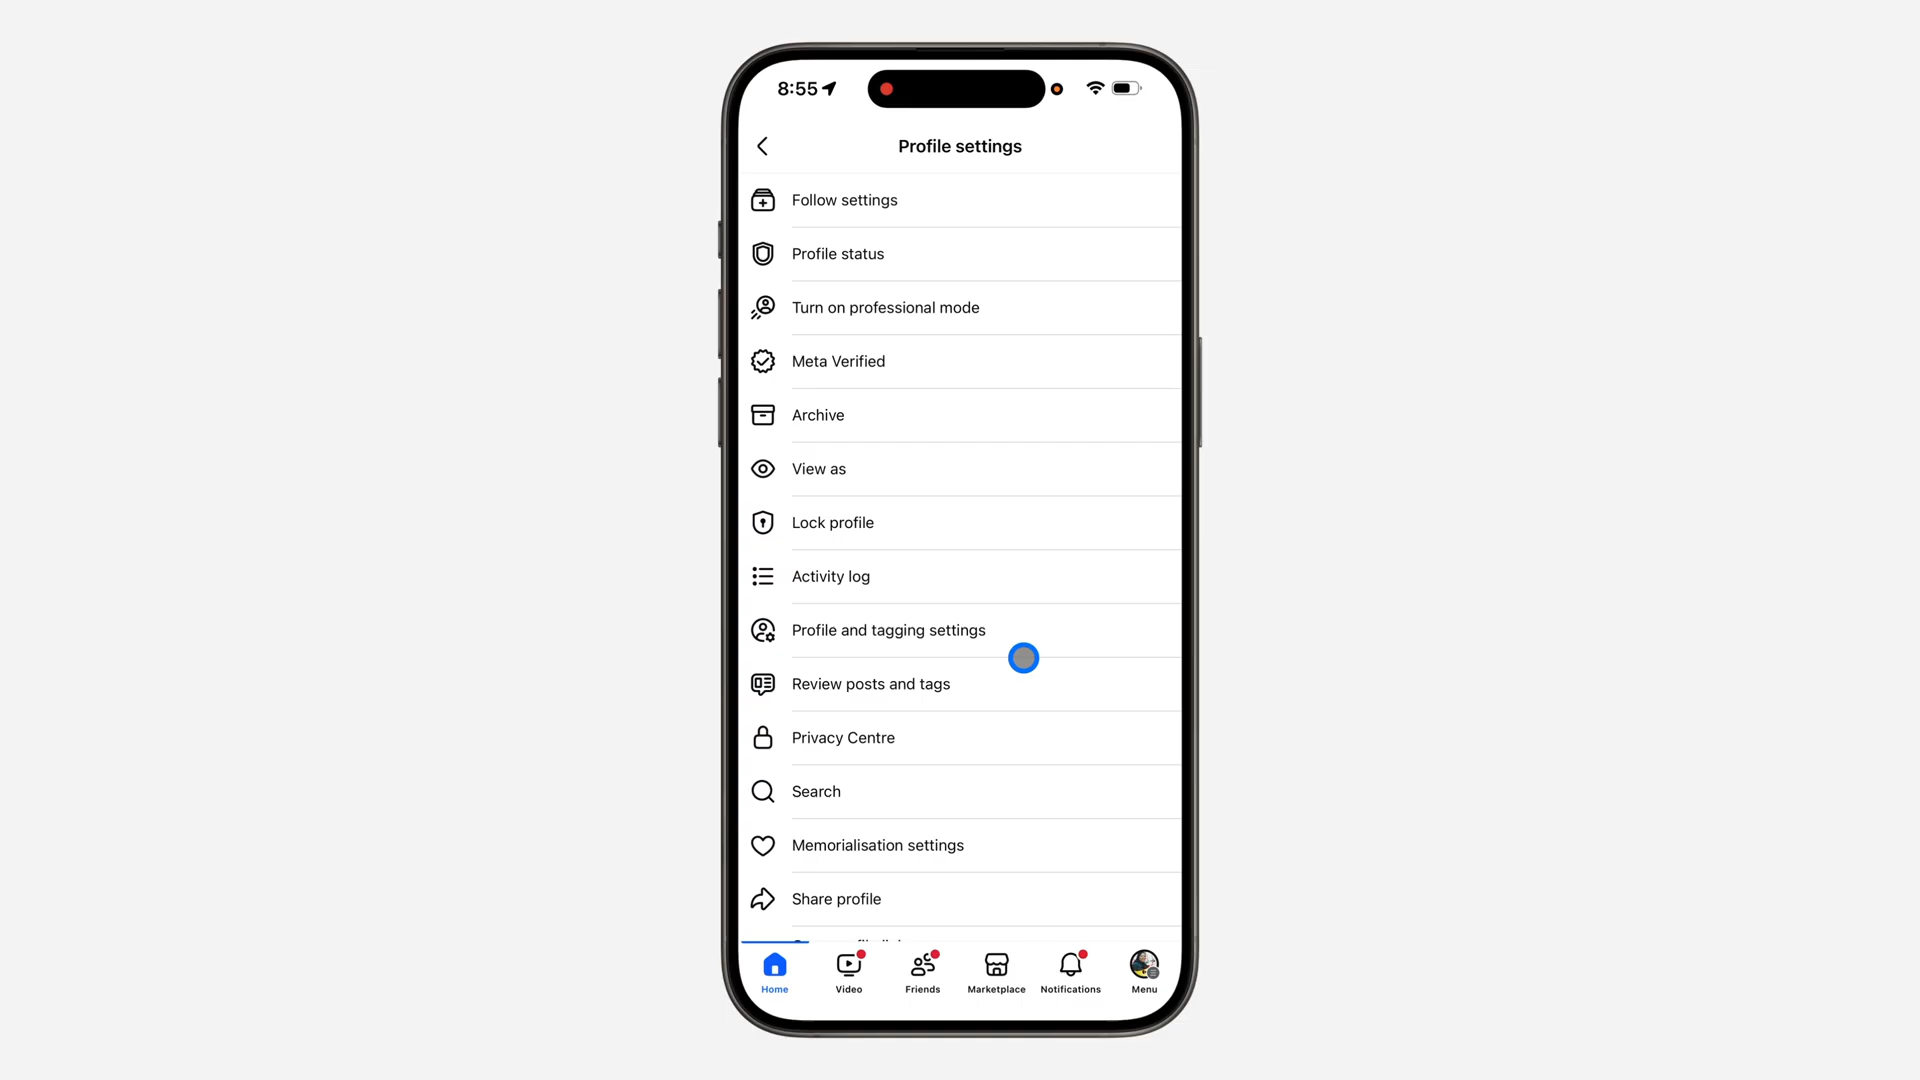 8:55
Profile settings
Follow settings
Profile status
Turn on professional mode
Meta Verified
Archive
View as
Lock profile
Activity log
Profile and tagging settings
Review posts and tags
Privacy Centre
Search
Memorialisation settings
Share profile
Home
Video
Friends
Marketplace
Notifications
Menu